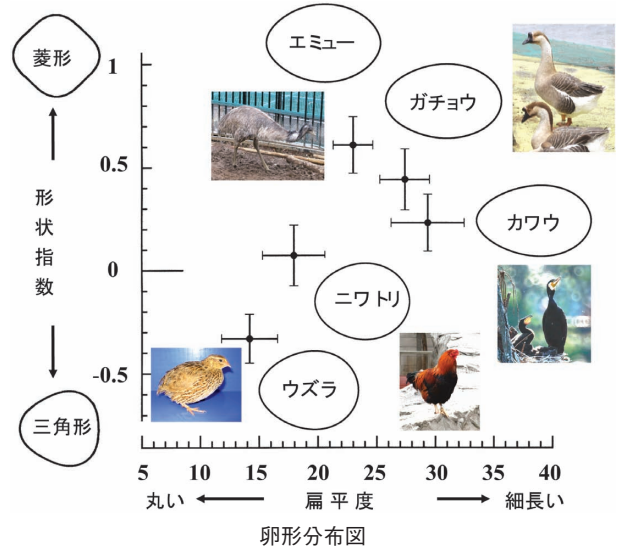 菱形
形状指数
三角形
1
0.5
0
-0.5
エミュー
ガチョウ
カワウ
ニワトリ
ウズラ
5 10 15 20 25 30 35 40
丸い 扁平度 細長い
卵形分布図